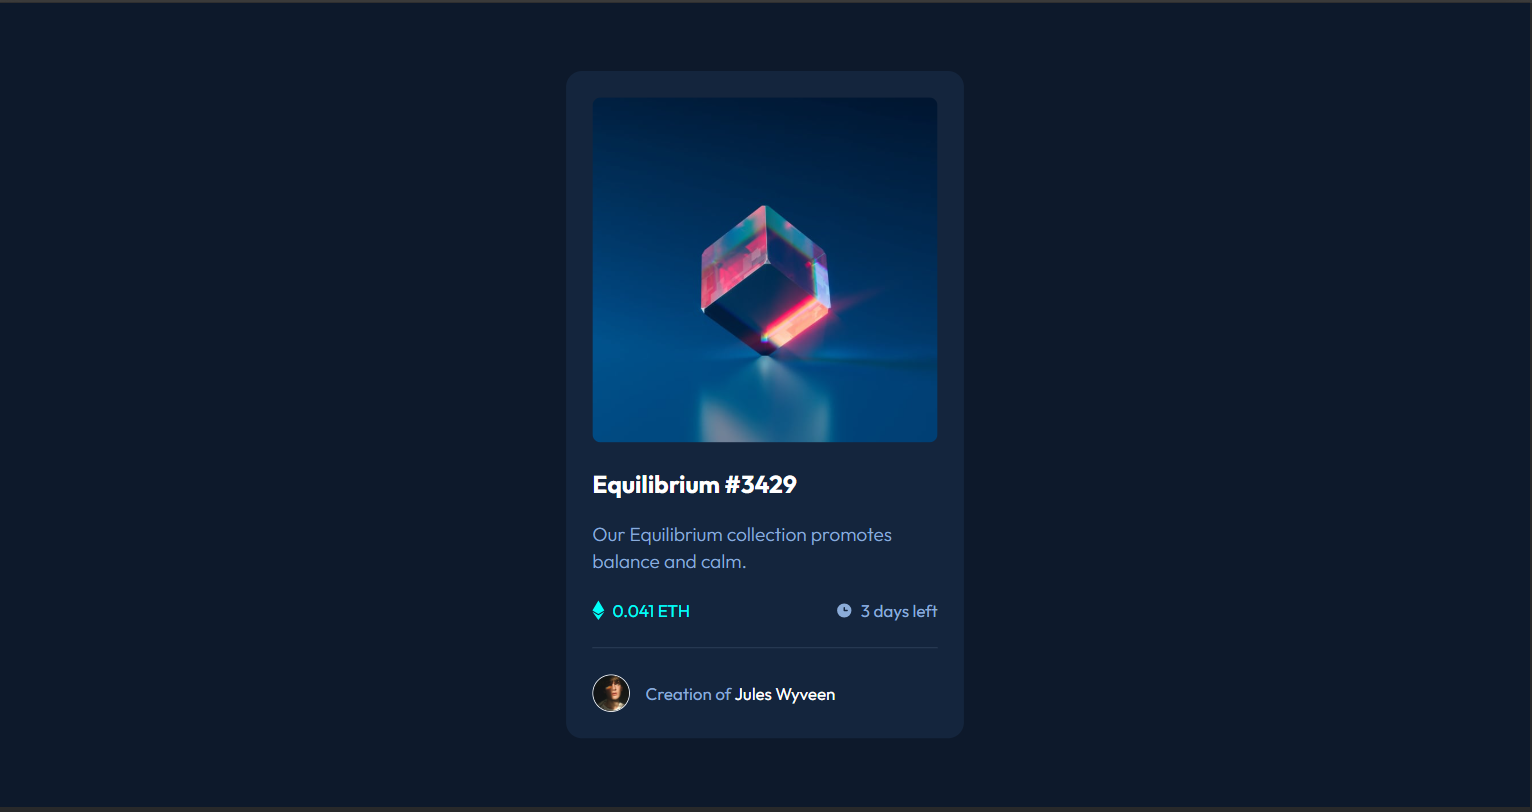 Equilibrium #3429
Our Equilibrium collection promotes
balance and calm.
0.041 ETH
3 days left
Creation of Jules Wyveen